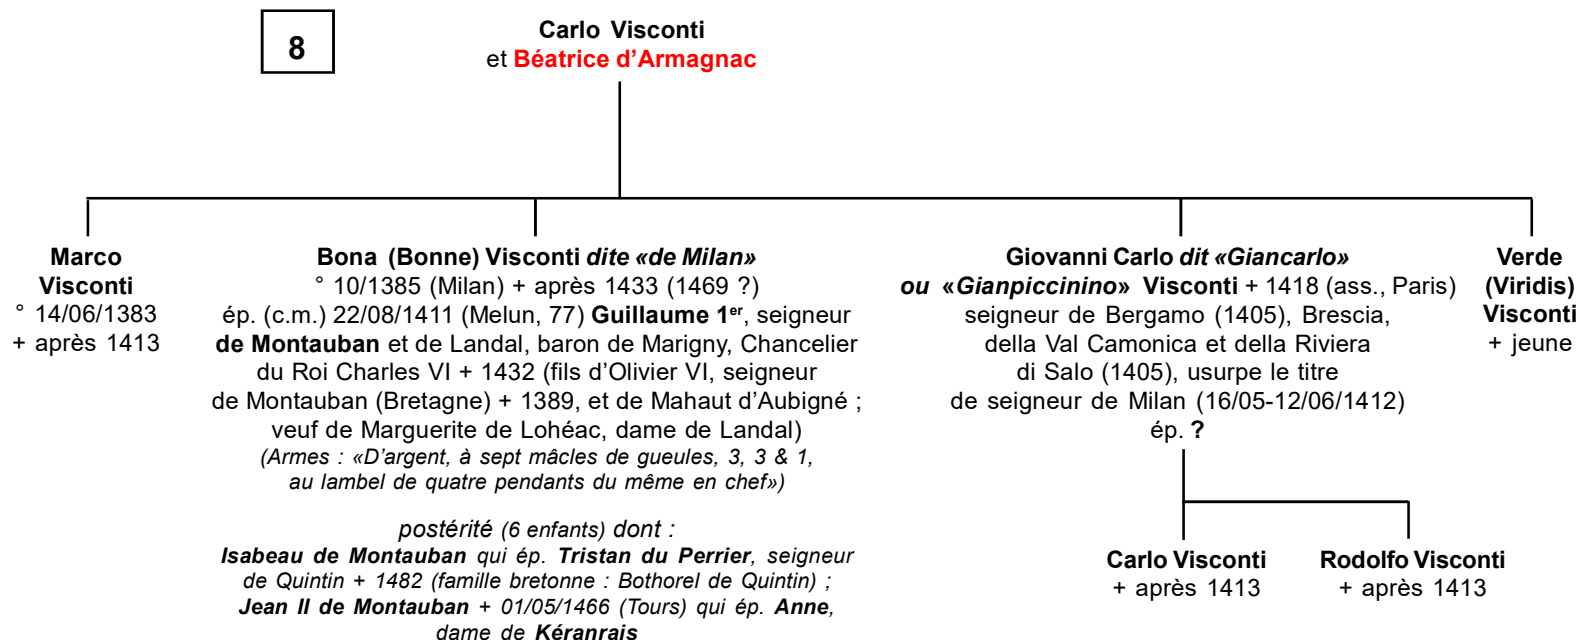 8
Carlo Visconti
et Béatrice d'Armagnac
Marco
Visconti
° 14/06/1383
+ après 1413
Bona (Bonne) Visconti dite «de Milan»
° 10/1385 (Milan) + après 1433 (1469 ?)
ép. (c.m.) 22/08/1411 (Melun, 77) Guillaume 1er, seigneur
de Montauban et de Landal, baron de Marigny, Chancelier
du Roi Charles VI + 1432 (fils d'Olivier VI, seigneur
de Montauban (Bretagne) + 1389, et de Mahaut d'Aubigné ;
veuf de Marguerite de Lohéac, dame de Landal)
(Armes : «D'argent, à sept mâcles de gueules, 3, 3 & 1,
au lambel de quatre pendants du même en chef»)
postérité (6 enfants) dont :
Isabeau de Montauban qui ép. Tristan du Perrier, seigneur
de Quintin + 1482 (famille bretonne : Bothorel de Quintin) ;
Jean II de Montauban + 01/05/1466 (Tours) qui ép. Anne,
dame de Kéranrais
Giovanni Carlo dit «Giancarlo»
ou «Gianpiccinino» Visconti + 1418 (ass., Paris)
seigneur de Bergamo (1405), Brescia,
della Val Camonica et della Riviera
di Salo (1405), usurpe le titre
de seigneur de Milan (16/05-12/06/1412)
ép. ?
Carlo Visconti
+ après 1413
Rodolfo Visconti
+ après 1413
Verde
(Viridis)
Visconti
+ jeune